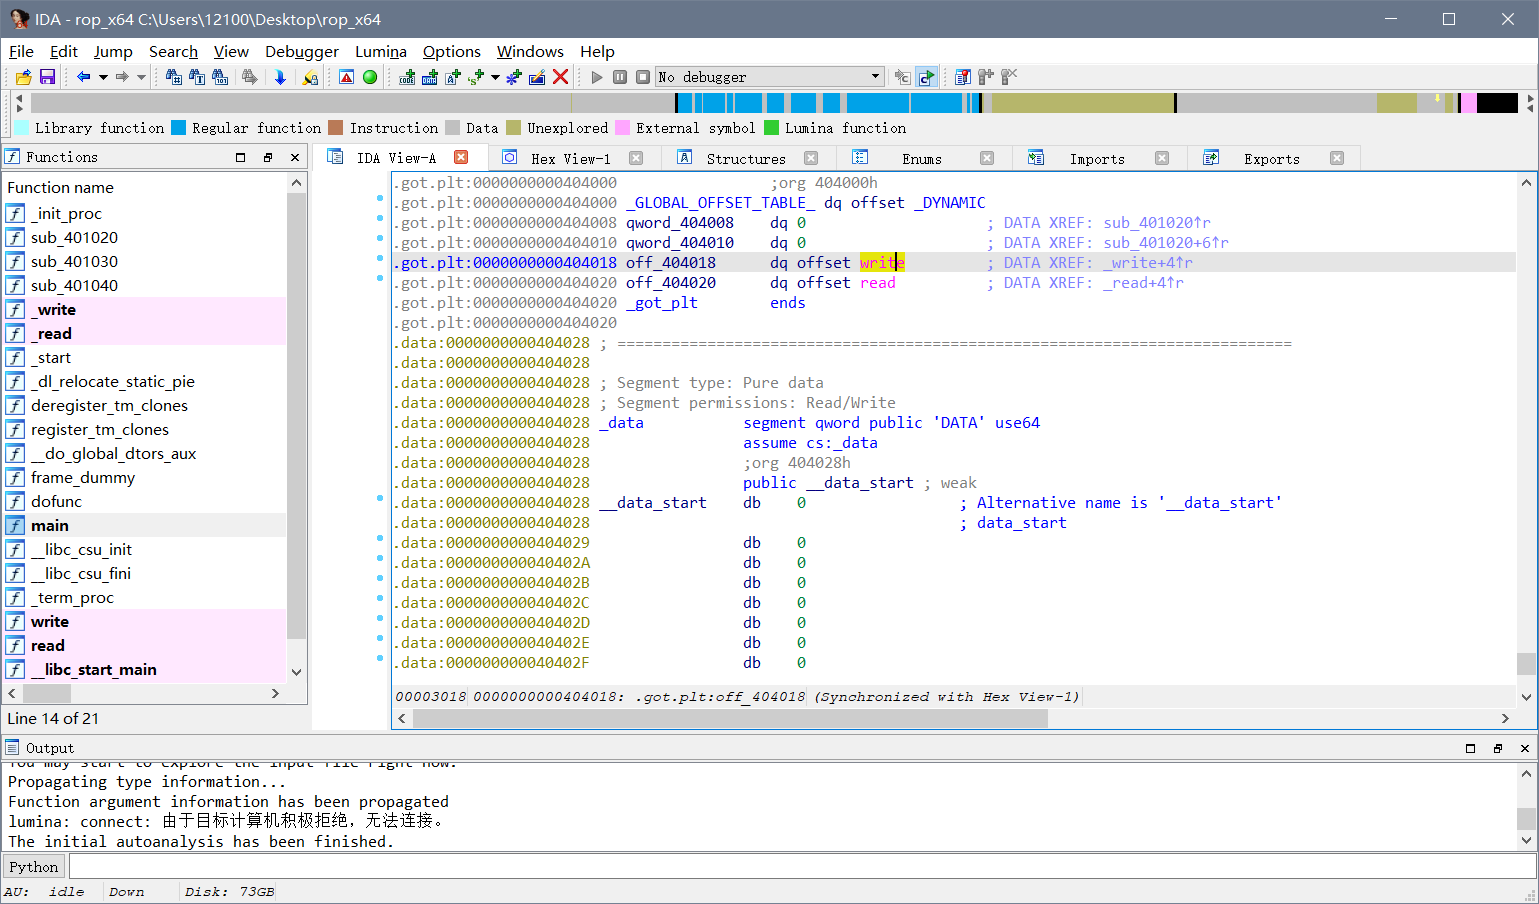 IDA - rop_x64 C:\Users\12100\Desktop\rop_x64
File Edit Jump Search View Debugger Lumina Options Windows Help
No debugger
Library function Regular function Instruction Data Unexplored External symbol Lumina function
Functions
IDA View-A Hex View-1 Structures Enums Imports Exports
Function name
_init_proc
sub_401020
sub_401030
sub_401040
_write
_read
_start
_dl_relocate_static_pie
deregister_tm_clones
register_tm_clones
__do_global_dtors_aux
frame_dummy
dofunc
main
__libc_csu_init
__libc_csu_fini
_term_proc
write
read
__libc_start_main
Line 14 of 21
.got.plt:0000000000404000 ;org 404000h
.got.plt:0000000000404000 _GLOBAL_OFFSET_TABLE_ dq offset _DYNAMIC
.got.plt:0000000000404008 qword_404008 dq 0 ; DATA XREF: sub_401020↑r
.got.plt:0000000000404010 qword_404010 dq 0 ; DATA XREF: sub_401020+6↑r
.got.plt:0000000000404018 off_404018 dq offset write ; DATA XREF: _write+4↑r
.got.plt:0000000000404020 off_404020 dq offset read ; DATA XREF: _read+4↑r
.got.plt:0000000000404020 _got_plt ends
.got.plt:0000000000404020
.data:0000000000404028 ; ===========================================================================
.data:0000000000404028
.data:0000000000404028 ; Segment type: Pure data
.data:0000000000404028 ; Segment permissions: Read/Write
.data:0000000000404028 _data segment qword public 'DATA' use64
.data:0000000000404028 assume cs:_data
.data:0000000000404028 ;org 404028h
.data:0000000000404028 public __data_start ; weak
.data:0000000000404028 __data_start db 0 ; Alternative name is '__data_start'
.data:0000000000404028 ; data_start
.data:0000000000404029 db 0
.data:000000000040402A db 0
.data:000000000040402B db 0
.data:000000000040402C db 0
.data:000000000040402D db 0
.data:000000000040402E db 0
.data:000000000040402F db 0
00003018 0000000000404018: .got.plt:off_404018 (Synchronized with Hex View-1)
Output
You may start to explore the input file right now.
Propagating type information...
Function argument information has been propagated
lumina: connect: 由于目标计算机积极拒绝，无法连接。
The initial autoanalysis has been finished.
Python
AU: idle Down Disk: 73GB